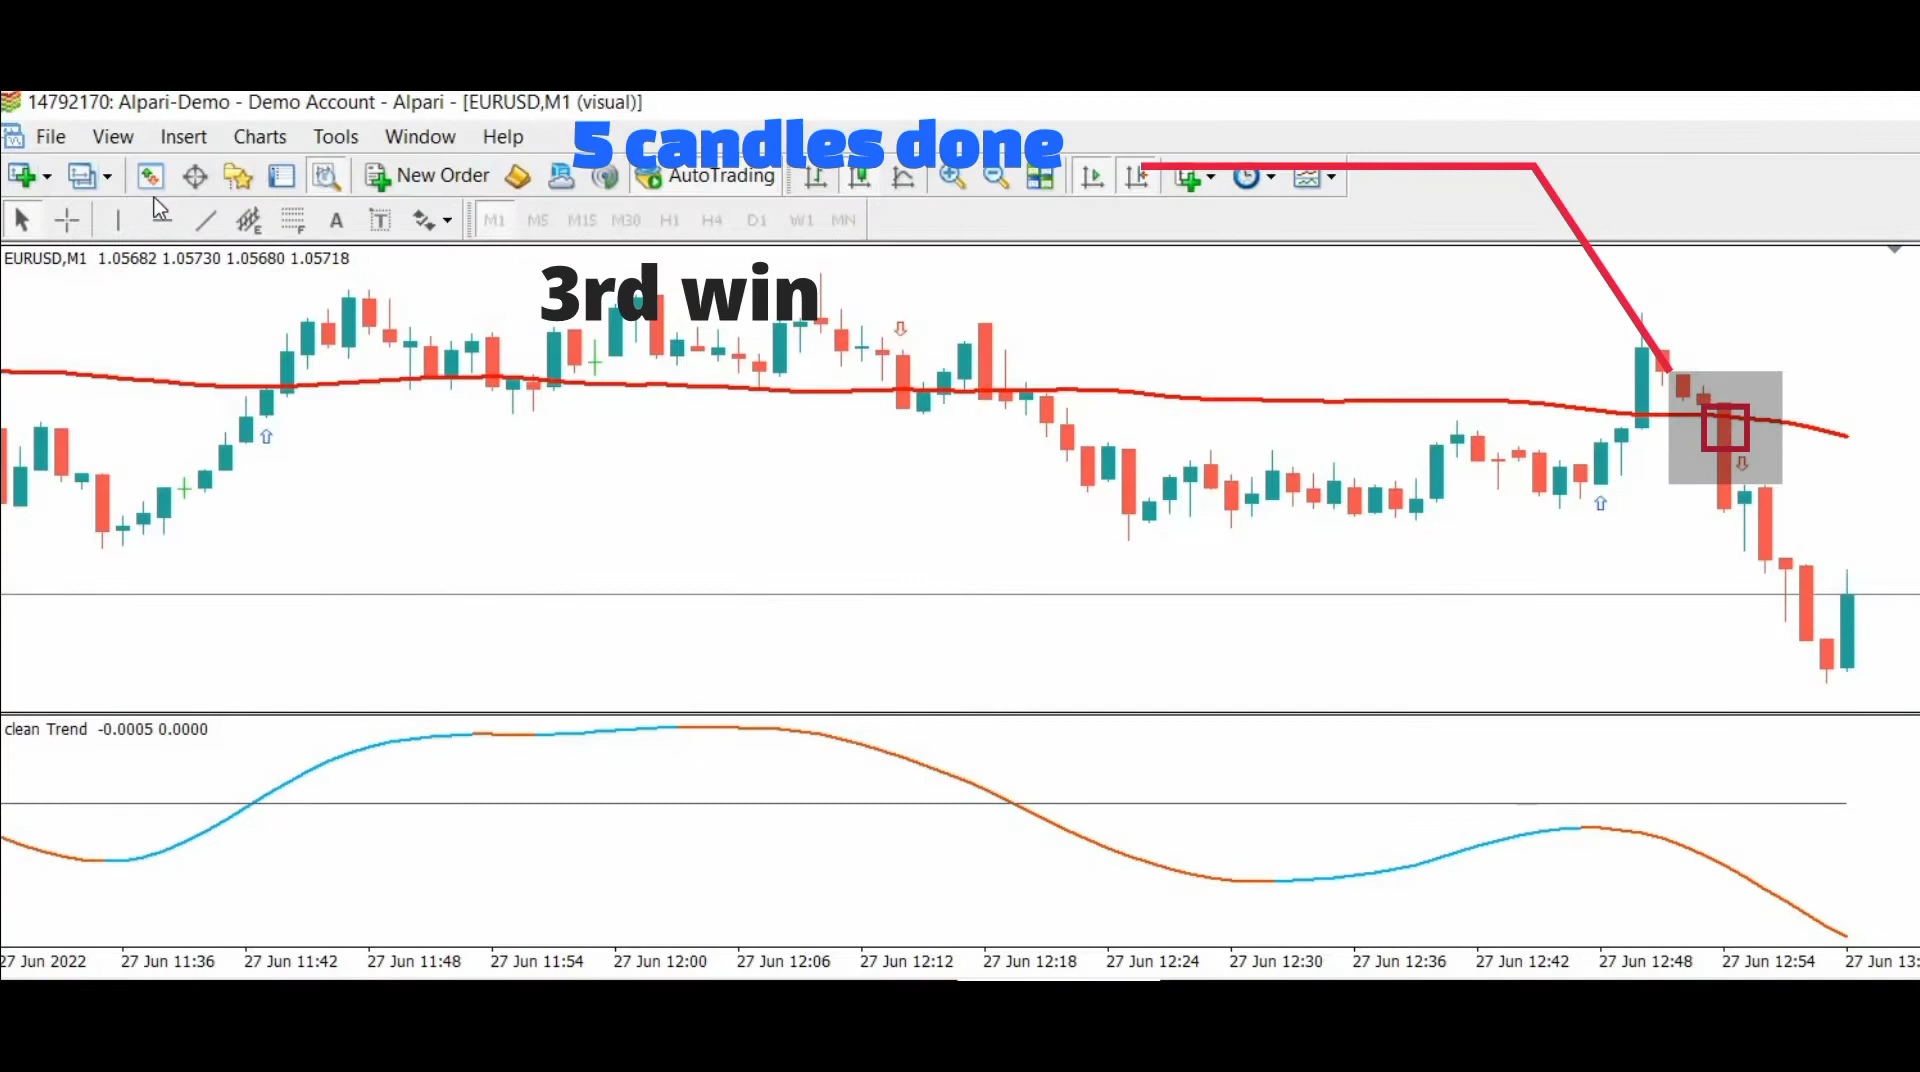 14792170: Alpari-Demo - Demo Account - Alpari - [EURUSD,M1 (visual)]
File View Insert Charts Tools Window Help
5 candles done
New Order AutoTrading
E F A T M1 M5 M15 M30 H1 H4 D1 W1 MN
EURUSD,M1 1.05682 1.05730 1.05680 1.05718
3rd win
clean Trend -0.0005 0.0000
27 Jun 2022 27 Jun 11:36 27 Jun 11:42 27 Jun 11:48 27 Jun 11:54 27 Jun 12:00 27 Jun 12:06 27 Jun 12:12 27 Jun 12:18 27 Jun 12:24 27 Jun 12:30 27 Jun 12:36 27 Jun 12:42 27 Jun 12:48 27 Jun 12:54 27 Jun 13: